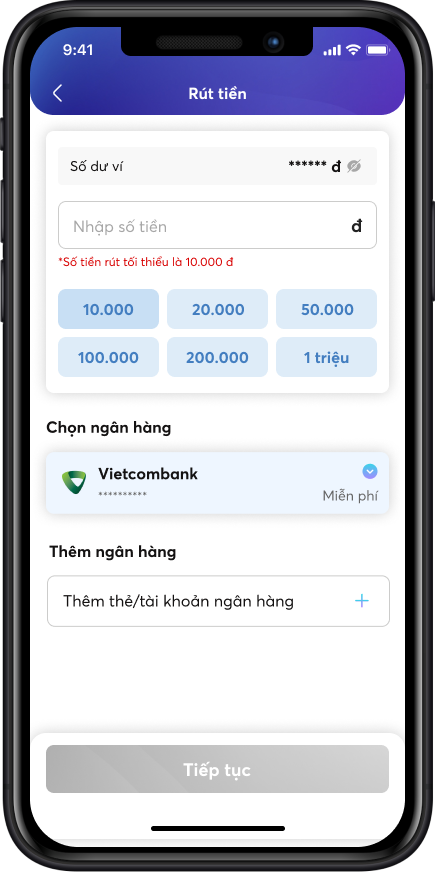 9:41
Rút tiền
Số dư ví
****** đ
Nhập số tiền
đ
*Số tiền rút tối thiểu là 10.000 đ
10.000
20.000
50.000
100.000
200.000
1 triệu
Chọn ngân hàng
Vietcombank
**********
Miễn phí
Thêm ngân hàng
Thêm thẻ/tài khoản ngân hàng
Tiếp tục